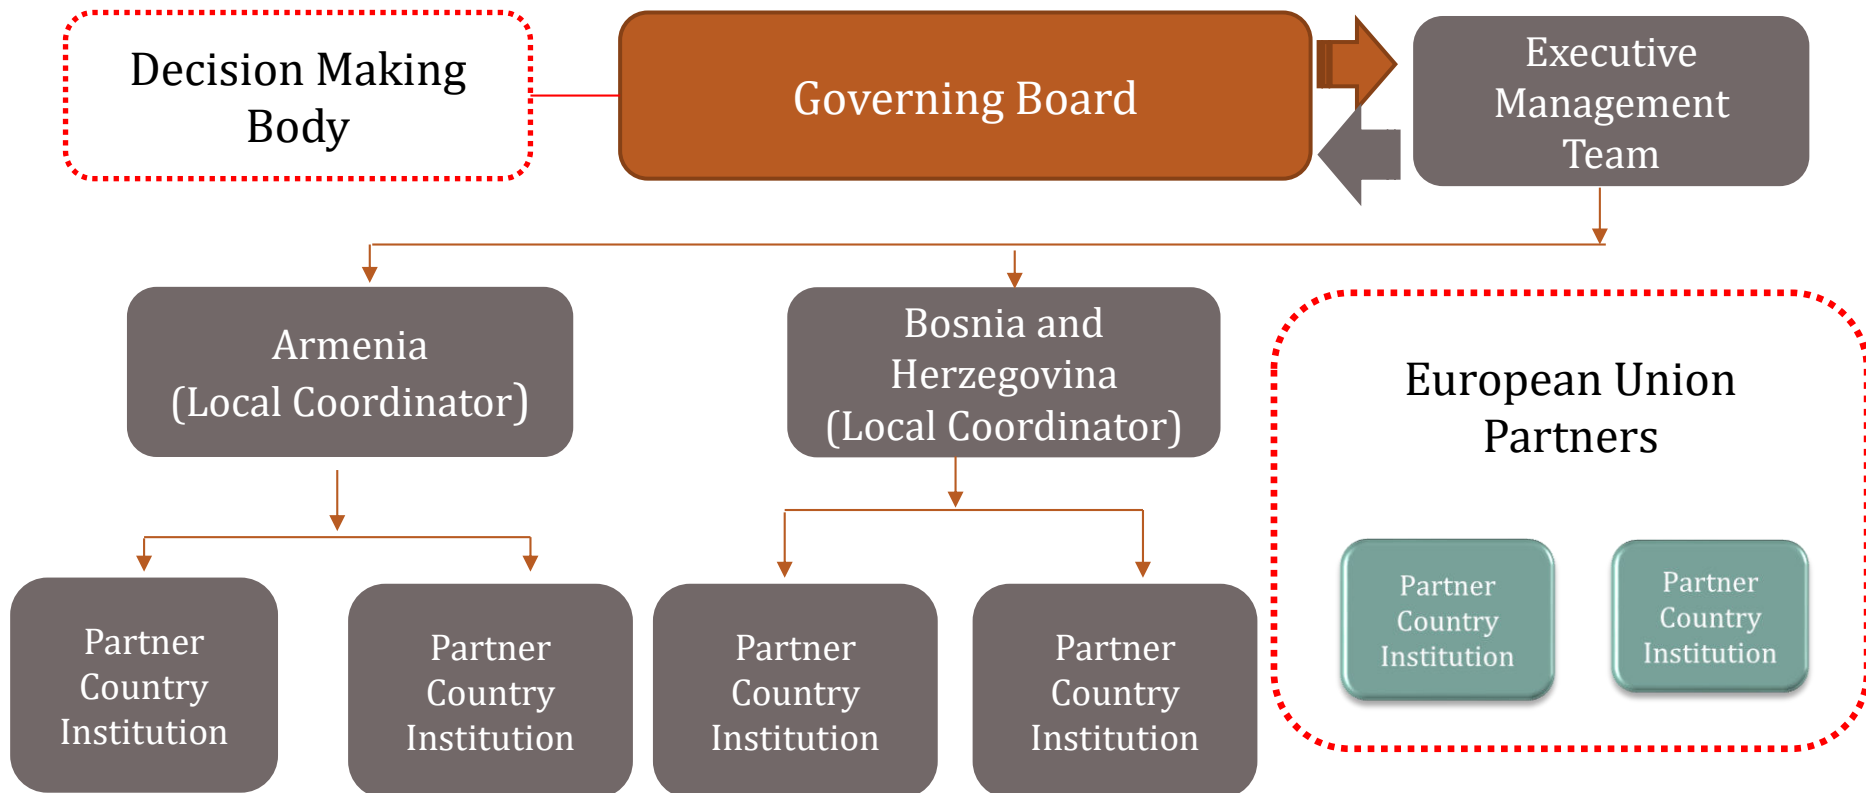 Decision Making
Body
Governing Board
Executive
Management
Team
Armenia
(Local Coordinator)
Bosnia and
Herzegovina
(Local Coordinator)
European Union
Partners
Partner
Country
Institution
Partner
Country
Institution
Partner
Country
Institution
Partner
Country
Institution
Partner
Country
Institution
Partner
Country
Institution